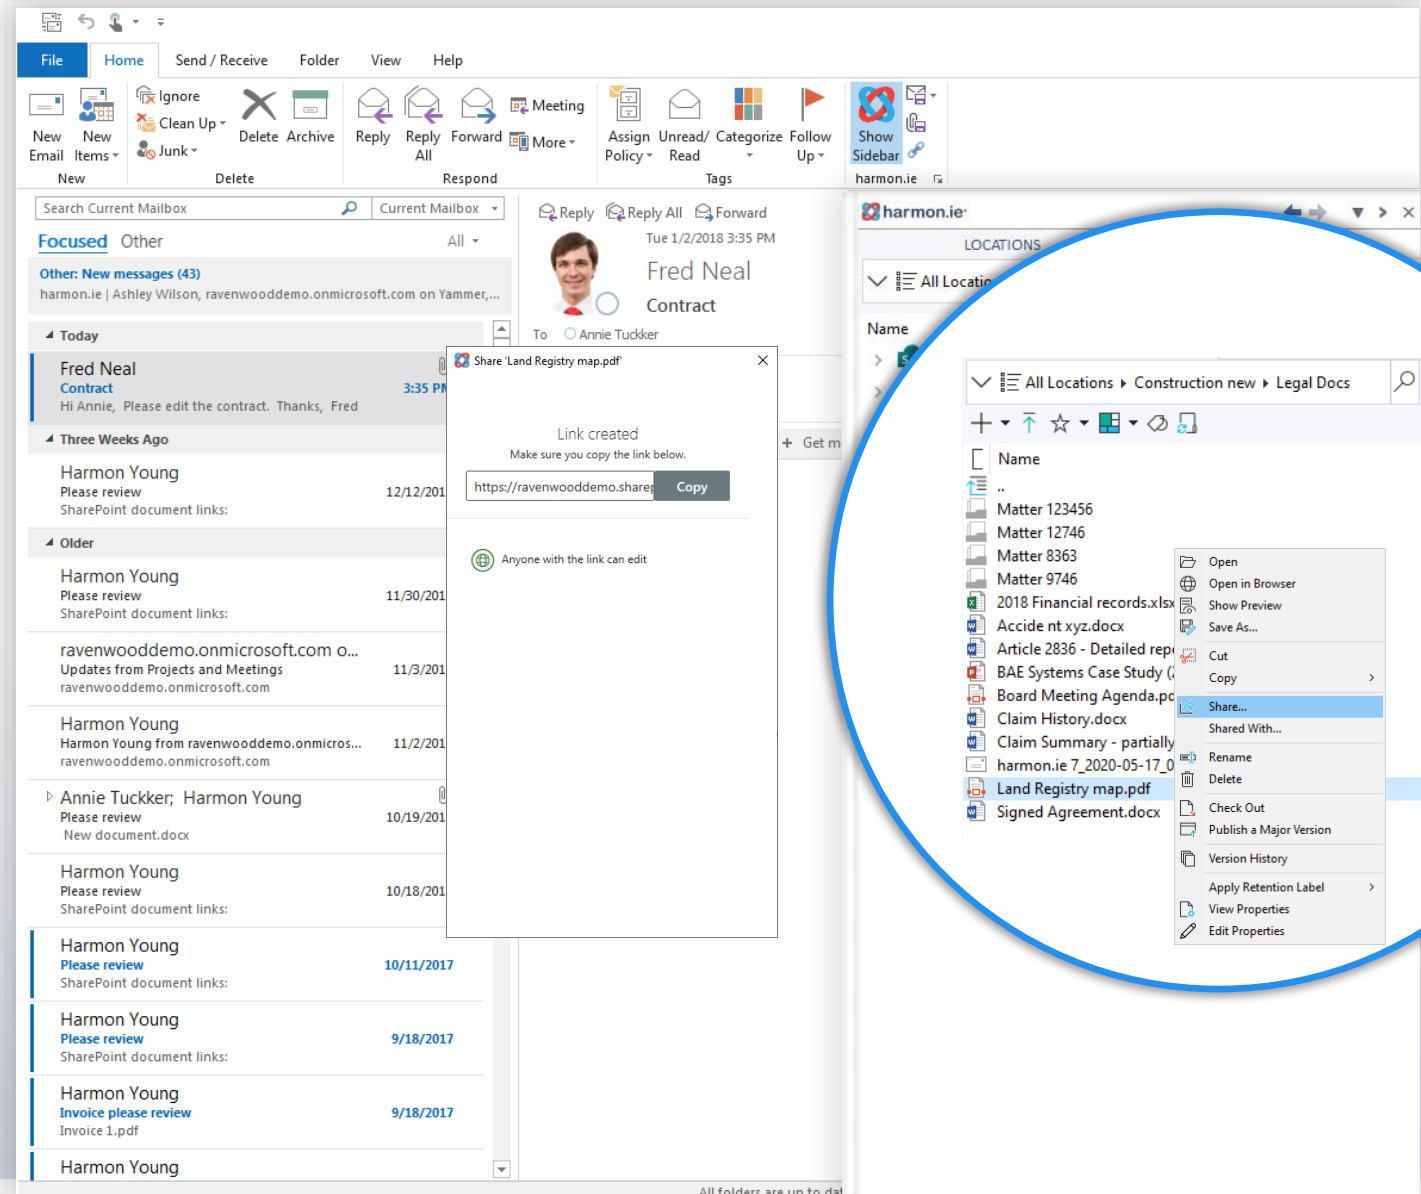 File Home Send / Receive Folder View Help
New Email
New Items
Ignore
Clean Up
Junk
Delete
Archive
Reply
Reply All
Forward
Meeting
More
Assign Policy
Unread/ Read
Categorize
Follow Up
Show Sidebar
New Delete Respond Tags harmon.ie
Search Current Mailbox Current Mailbox
Focused Other All
Other: New messages (43)
harmon.ie | Ashley Wilson, ravenwooddemo.onmicrosoft.com on Yammer,...
Today
Fred Neal
Contract 3:35
Hi Annie, Please edit the contract. Thanks, Fred
Three Weeks Ago
Harmon Young
Please review 12/12/201
SharePoint document links:
Older
Harmon Young
Please review 11/30/201
SharePoint document links:
ravenwooddemo.onmicrosoft.com o...
Updates from Projects and Meetings 11/3/201
ravenwooddemo.onmicrosoft.com
Harmon Young
Harmon Young from ravenwooddemo.onmicros... 11/2/201
ravenwooddemo.onmicrosoft.com
Annie Tuckker; Harmon Young
Please review 10/19/201
New document.docx
Harmon Young
Please review 10/18/201
SharePoint document links:
Harmon Young
Please review 10/11/2017
SharePoint document links:
Harmon Young
Please review 9/18/2017
SharePoint document links:
Harmon Young
Invoice please review 9/18/2017
Invoice 1.pdf
Harmon Young
Reply Reply All Forward
Tue 1/2/2018 3:35 PM
Fred Neal
Contract
To Annie Tuckker
+ Get m
Share 'Land Registry map.pdf'
Link created
Make sure you copy the link below.
https://ravenwooddemo.sharep Copy
Anyone with the link can edit
All folders are up to dat
harmon.ie
LOCATIONS
All Locatio
Name
All Locations Construction new Legal Docs
Name
..
Matter 123456
Matter 12746
Matter 8363
Matter 9746
2018 Financial records.xlsx
Accide nt xyz.docx
Article 2836 - Detailed rep
BAE Systems Case Study (
Board Meeting Agenda.p
Claim History.docx
Claim Summary - partially
harmon.ie 7_2020-05-17_0
Land Registry map.pdf
Signed Agreement.docx
Open
Open in Browser
Show Preview
Save As...
Cut
Copy
Share...
Shared With...
Rename
Delete
Check Out
Publish a Major Version
Version History
Apply Retention Label
View Properties
Edit Properties